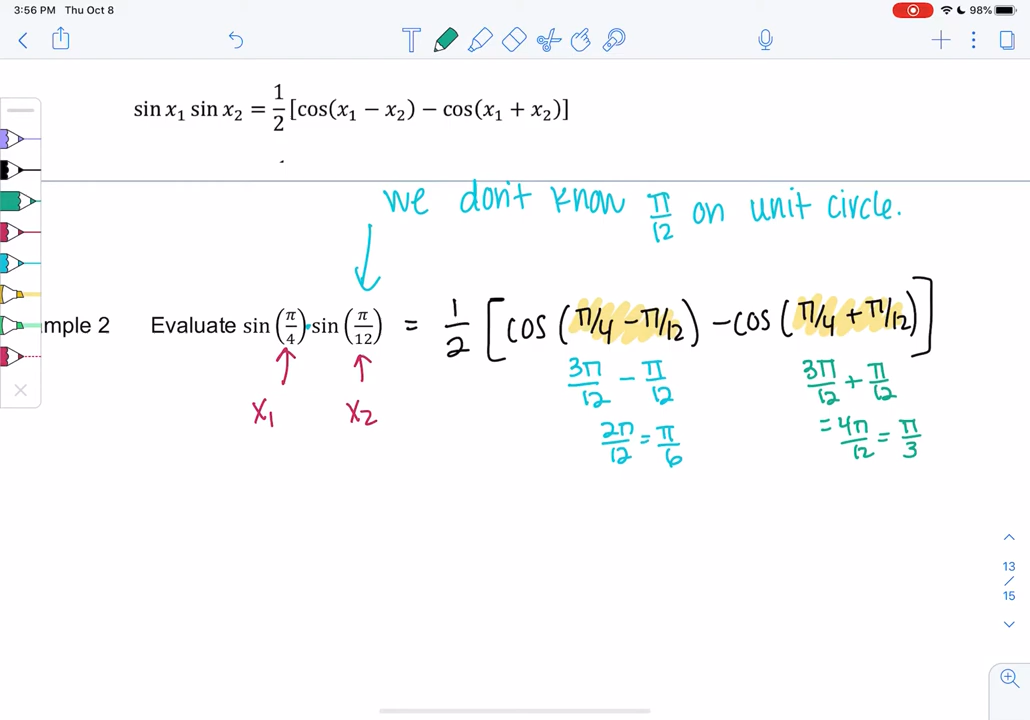 3:56 PM Thu Oct 8
98%
sin x₁ sin x₂ = 1/2 [cos(x₁ − x₂) − cos(x₁ + x₂)]
we don't know π/12 on unit circle.
mple 2 Evaluate sin (π/4)·sin (π/12) = 1/2 [cos (π/4 − π/12) − cos (π/4 + π/12)]
3π/12 − π/12 3π/12 + π/12
x₁ x₂
2π/12 = π/6 = 4π/12 = π/3
13
/
15